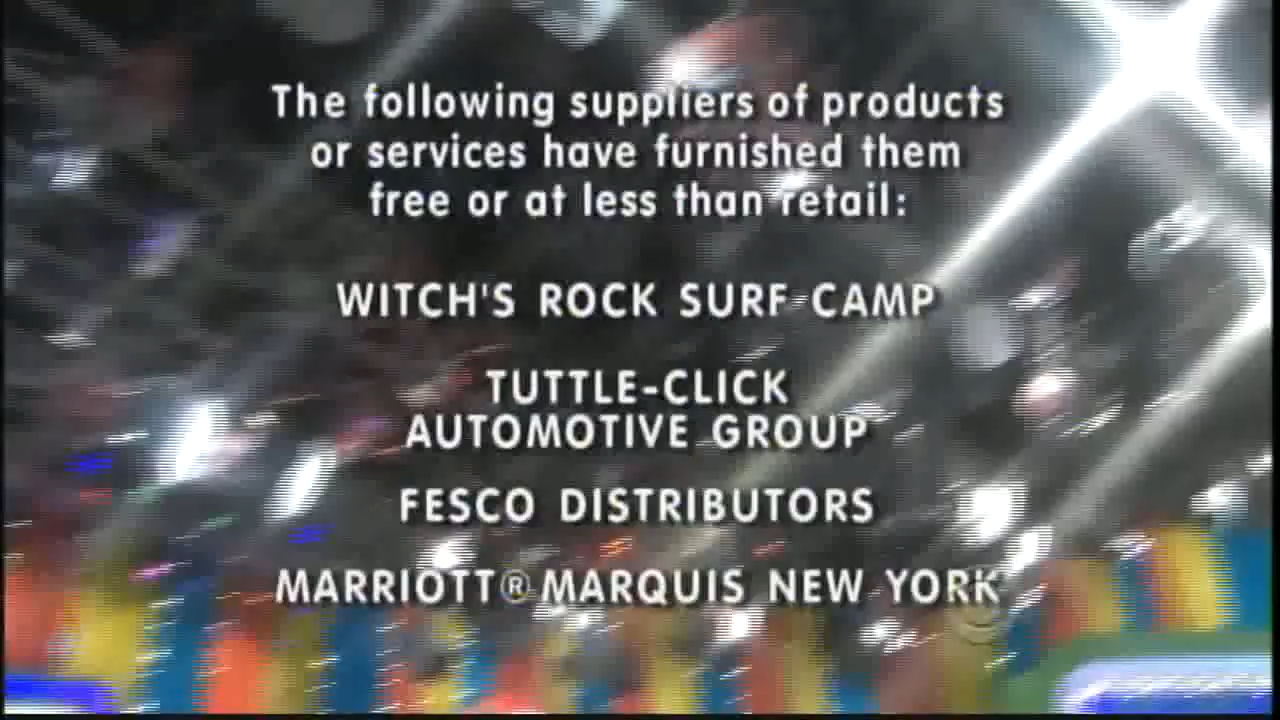 The following suppliers of products
or services have furnished them
free or at less than retail:
WITCH'S ROCK SURF CAMP
TUTTLE-CLICK
AUTOMOTIVE GROUP
FESCO DISTRIBUTORS
MARRIOTT® MARQUIS NEW YORK